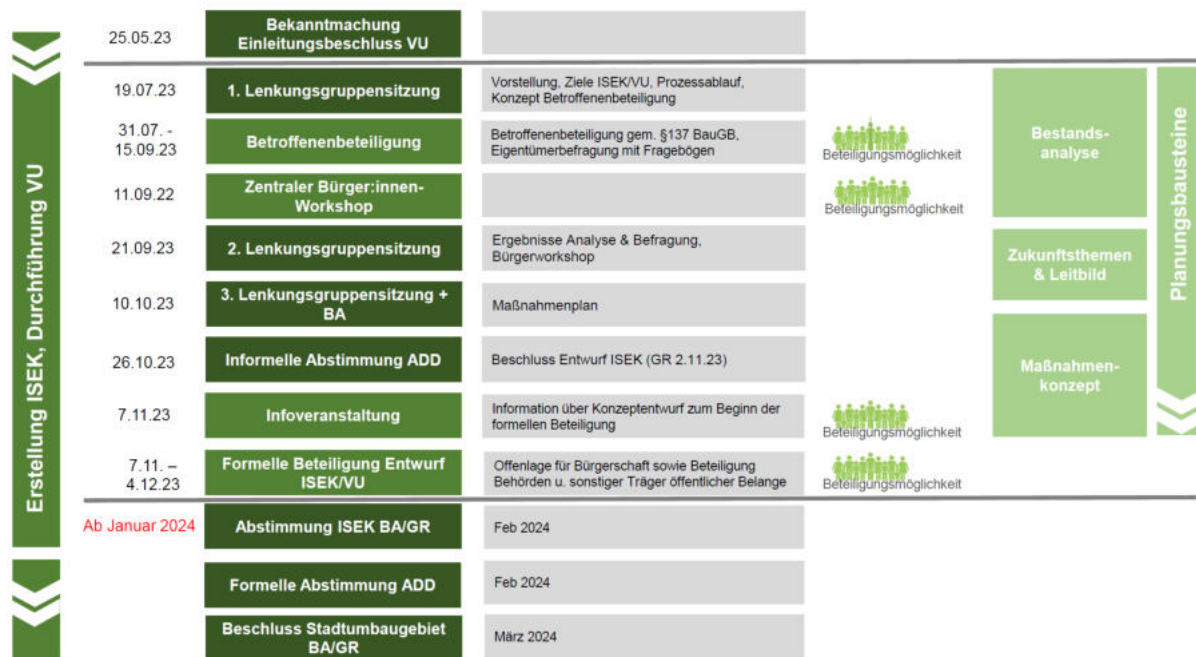 Erstellung ISEK, Durchführung VU
25.05.23
Bekanntmachung
Einleitungsbeschluss VU
19.07.23
1. Lenkungsgruppensitzung
Vorstellung, Ziele ISEK/VU, Prozessablauf,
Konzept Betroffenenbeteiligung
31.07. -
15.09.23
Betroffenenbeteiligung
Betroffenenbeteiligung gem. §137 BauGB,
Eigentümerbefragung mit Fragebögen
Beteiligungsmöglichkeit
11.09.22
Zentraler Bürger:innen-
Workshop
Beteiligungsmöglichkeit
21.09.23
2. Lenkungsgruppensitzung
Ergebnisse Analyse & Befragung,
Bürgerworkshop
10.10.23
3. Lenkungsgruppensitzung +
BA
Maßnahmenplan
26.10.23
Informelle Abstimmung ADD
Beschluss Entwurf ISEK (GR 2.11.23)
7.11.23
Infoveranstaltung
Information über Konzeptentwurf zum Beginn der
formellen Beteiligung
Beteiligungsmöglichkeit
7.11. –
4.12.23
Formelle Beteiligung Entwurf
ISEK/VU
Offenlage für Bürgerschaft sowie Beteiligung
Behörden u. sonstiger Träger öffentlicher Belange
Beteiligungsmöglichkeit
Ab Januar 2024
Abstimmung ISEK BA/GR
Feb 2024
Formelle Abstimmung ADD
Feb 2024
Beschluss Stadtumbaugebiet
BA/GR
März 2024
Bestands-
analyse
Zukunftsthemen
& Leitbild
Maßnahmen-
konzept
Planungsbausteine